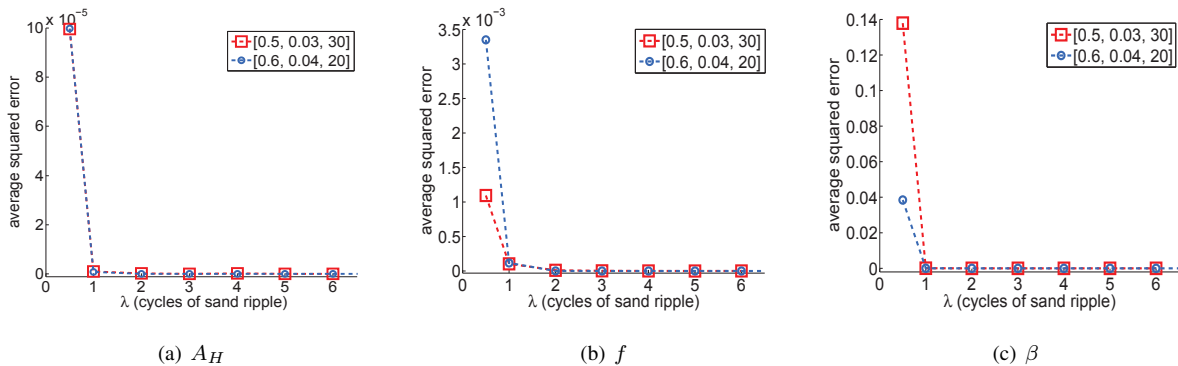 x 10⁻⁵
10
5
0
average squared error
[0.5, 0.03, 30]
[0.6, 0.04, 20]
0 1 2 3 4 5 6
λ (cycles of sand ripple)
(a) A_H
x 10⁻³
3.5
3
2.5
2
1.5
1
0.5
0
average squared error
[0.5, 0.03, 30]
[0.6, 0.04, 20]
0 1 2 3 4 5 6
λ (cycles of sand ripple)
(b) f
0.14
0.12
0.1
0.08
0.06
0.04
0.02
0
average squared error
[0.5, 0.03, 30]
[0.6, 0.04, 20]
0 1 2 3 4 5 6
λ (cycles of sand ripple)
(c) β